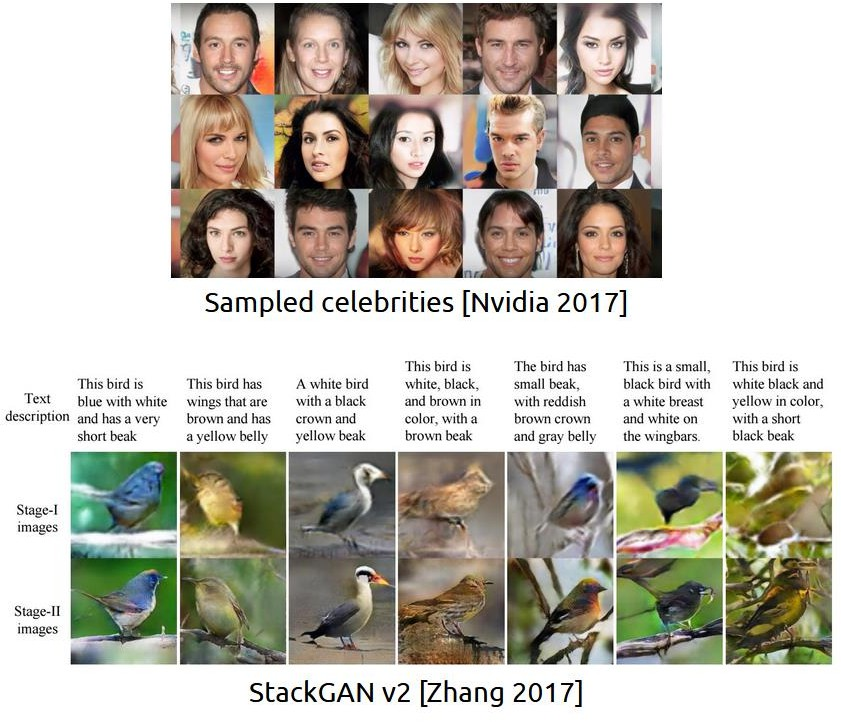 Sampled celebrities [Nvidia 2017]
Text
description
This bird is
blue with white
and has a very
short beak
This bird has
wings that are
brown and has
a yellow belly
A white bird
with a black
crown and
yellow beak
This bird is
white, black,
and brown in
color, with a
brown beak
The bird has
small beak,
with reddish
brown crown
and gray belly
This is a small,
black bird with
a white breast
and white on
the wingbars.
This bird is
white black and
yellow in color,
with a short
black beak
Stage-I
images
Stage-II
images
StackGAN v2 [Zhang 2017]